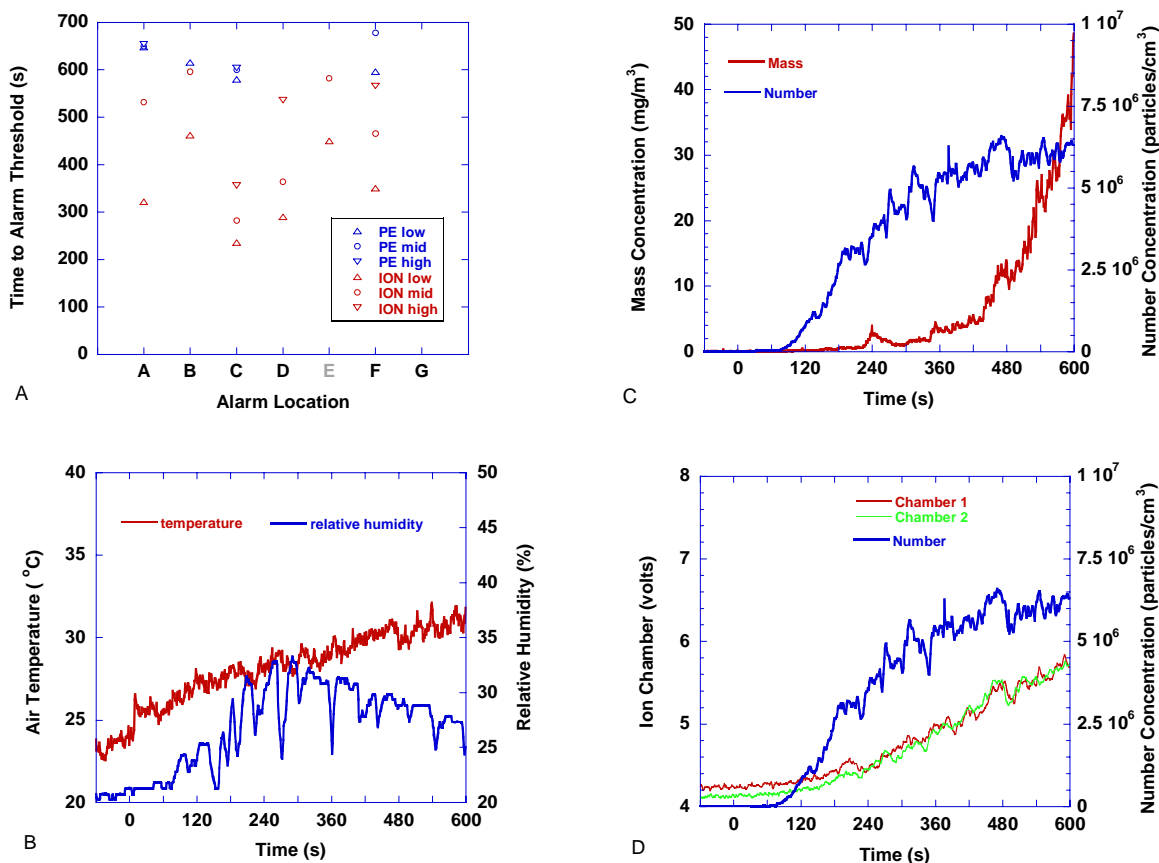 700
600
500
400
300
200
100
0
Time to Alarm Threshold (s)
PE low
PE mid
PE high
ION low
ION mid
ION high
A B C D E F G
Alarm Location
A
50
40
30
20
10
0
Mass Concentration (mg/m³)
Mass
Number
1 10⁷
7.5 10⁶
5 10⁶
2.5 10⁶
0
Number Concentration (particles/cm³)
0 120 240 360 480 600
Time (s)
C
40
35
30
25
20
Air Temperature ( °C)
temperature relative humidity
50
45
40
35
30
25
20
Relative Humidity (%)
0 120 240 360 480 600
Time (s)
B
8
7
6
5
4
Ion Chamber (volts)
Chamber 1
Chamber 2
Number
1 10⁷
7.5 10⁶
5 10⁶
2.5 10⁶
0
Number Concentration (particles/cm³)
0 120 240 360 480 600
Time (s)
D